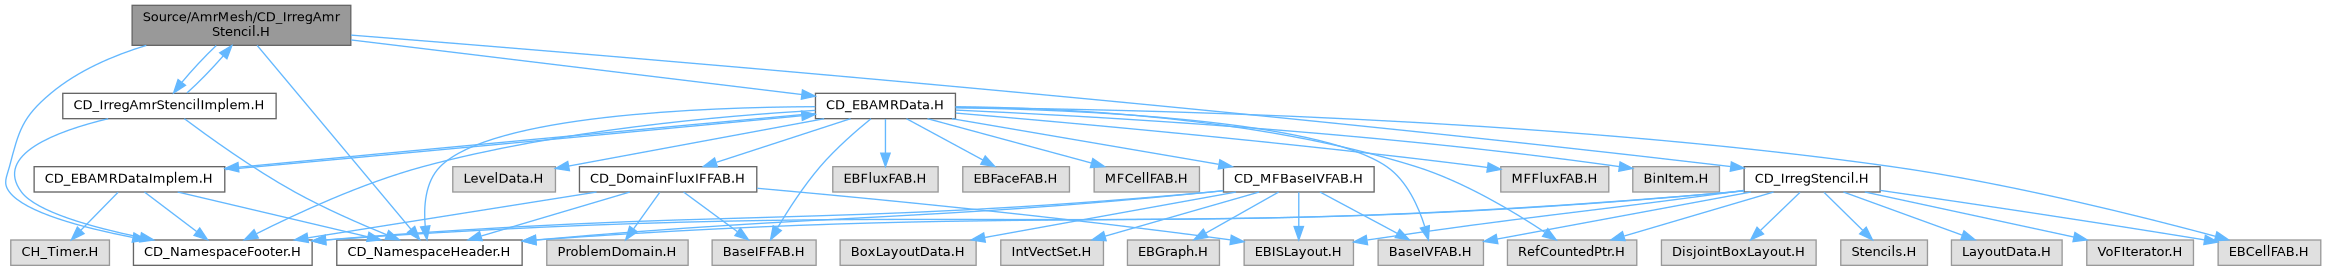 Source/AmrMesh/CD_IrregAmr
Stencil.H
CD_IrregAmrStencilImplem.H
CD_EBAMRData.H
CD_EBAMRDataImplem.H
LevelData.H
CD_DomainFluxIFFAB.H
EBFluxFAB.H
EBFaceFAB.H
MFCellFAB.H
CD_MFBaseIVFAB.H
MFFluxFAB.H
BinItem.H
CD_IrregStencil.H
CH_Timer.H
CD_NamespaceFooter.H
CD_NamespaceHeader.H
ProblemDomain.H
BaseIFFAB.H
BoxLayoutData.H
IntVectSet.H
EBGraph.H
EBISLayout.H
BaseIVFAB.H
RefCountedPtr.H
DisjointBoxLayout.H
Stencils.H
LayoutData.H
VoFIterator.H
EBCellFAB.H